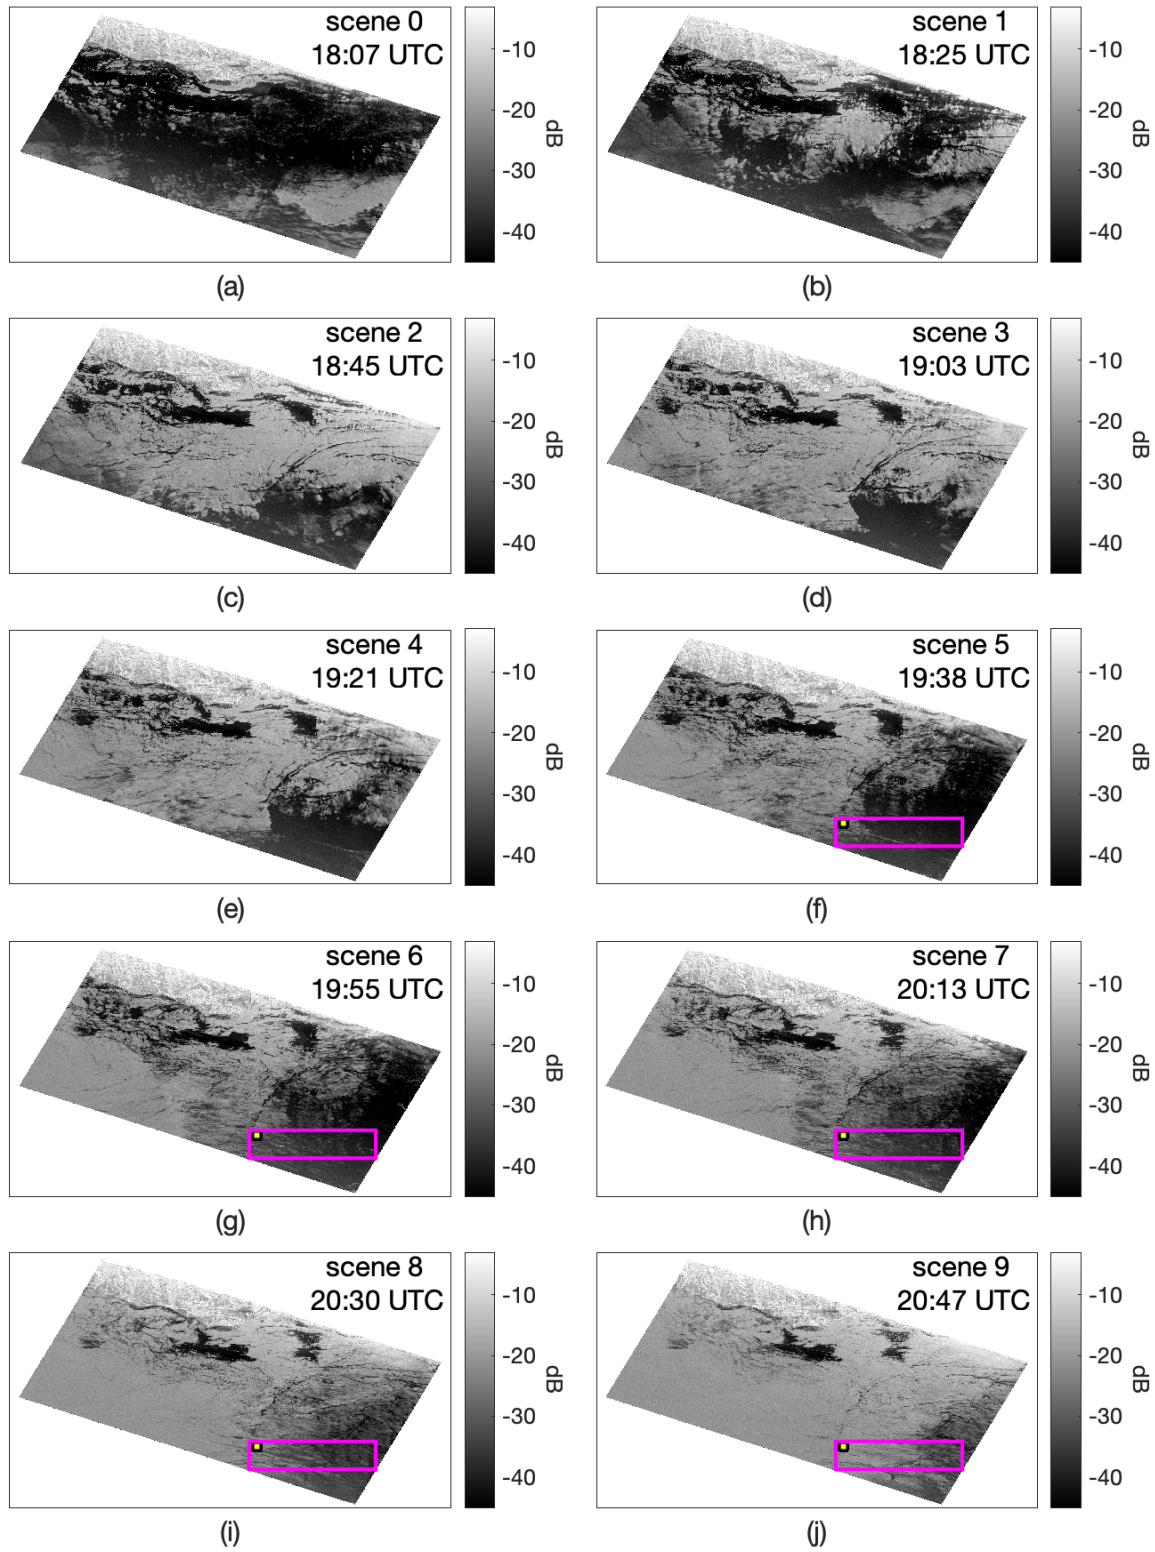 scene 0
18:07 UTC
-10
-20
-30
-40
dB
(a)
scene 1
18:25 UTC
-10
-20
-30
-40
dB
(b)
scene 2
18:45 UTC
-10
-20
-30
-40
dB
(c)
scene 3
19:03 UTC
-10
-20
-30
-40
dB
(d)
scene 4
19:21 UTC
-10
-20
-30
-40
dB
(e)
scene 5
19:38 UTC
-10
-20
-30
-40
dB
(f)
scene 6
19:55 UTC
-10
-20
-30
-40
dB
(g)
scene 7
20:13 UTC
-10
-20
-30
-40
dB
(h)
scene 8
20:30 UTC
-10
-20
-30
-40
dB
(i)
scene 9
20:47 UTC
-10
-20
-30
-40
dB
(j)